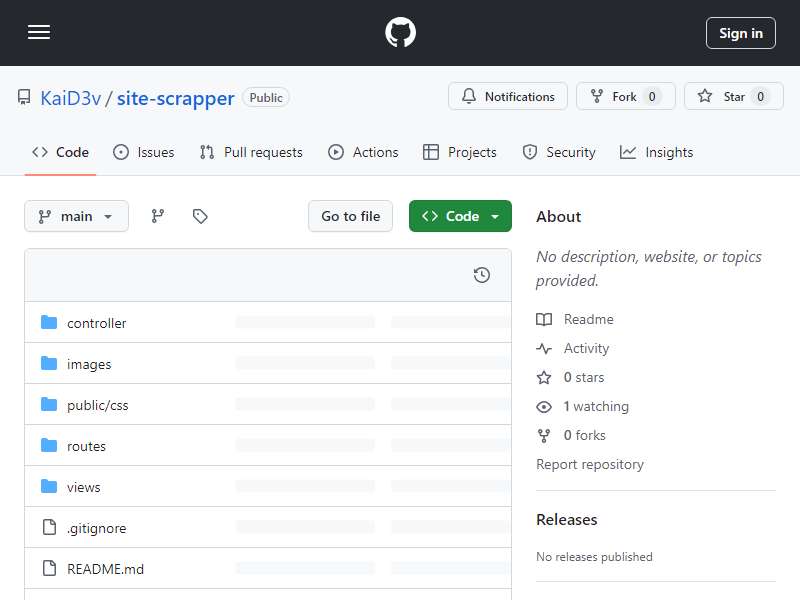 Sign in
KaiD3v / site-scrapper Public
Notifications
Fork 0
Star 0
Code
Issues
Pull requests
Actions
Projects
Security
Insights
main
Go to file
Code
controller
images
public/css
routes
views
.gitignore
README.md
About
No description, website, or topics
provided.
Readme
Activity
0 stars
1 watching
0 forks
Report repository
Releases
No releases published